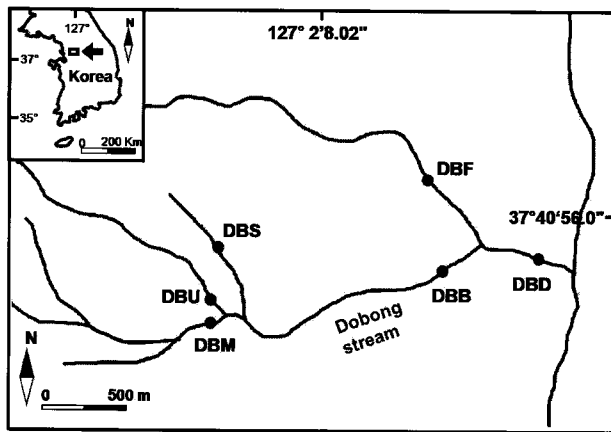 127°
N
37°
Korea
35°
0 200 Km
127° 2'8.02"
DBF
37°40'56.0"
DBS
DBU
DBM
DBB
DBD
Dobong
stream
N
0 500 m